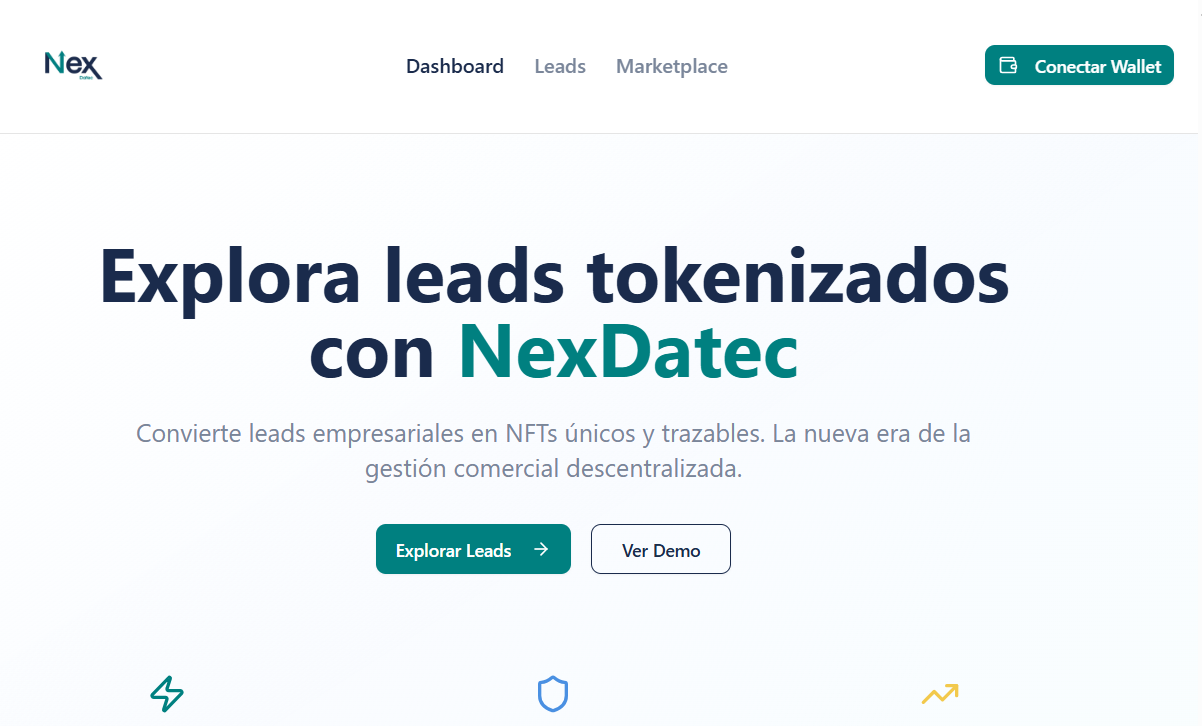 Nex
Datec
Dashboard
Leads
Marketplace
Conectar Wallet
Explora leads tokenizados
con NexDatec
Convierte leads empresariales en NFTs únicos y trazables. La nueva era de la
gestión comercial descentralizada.
Explorar Leads
Ver Demo